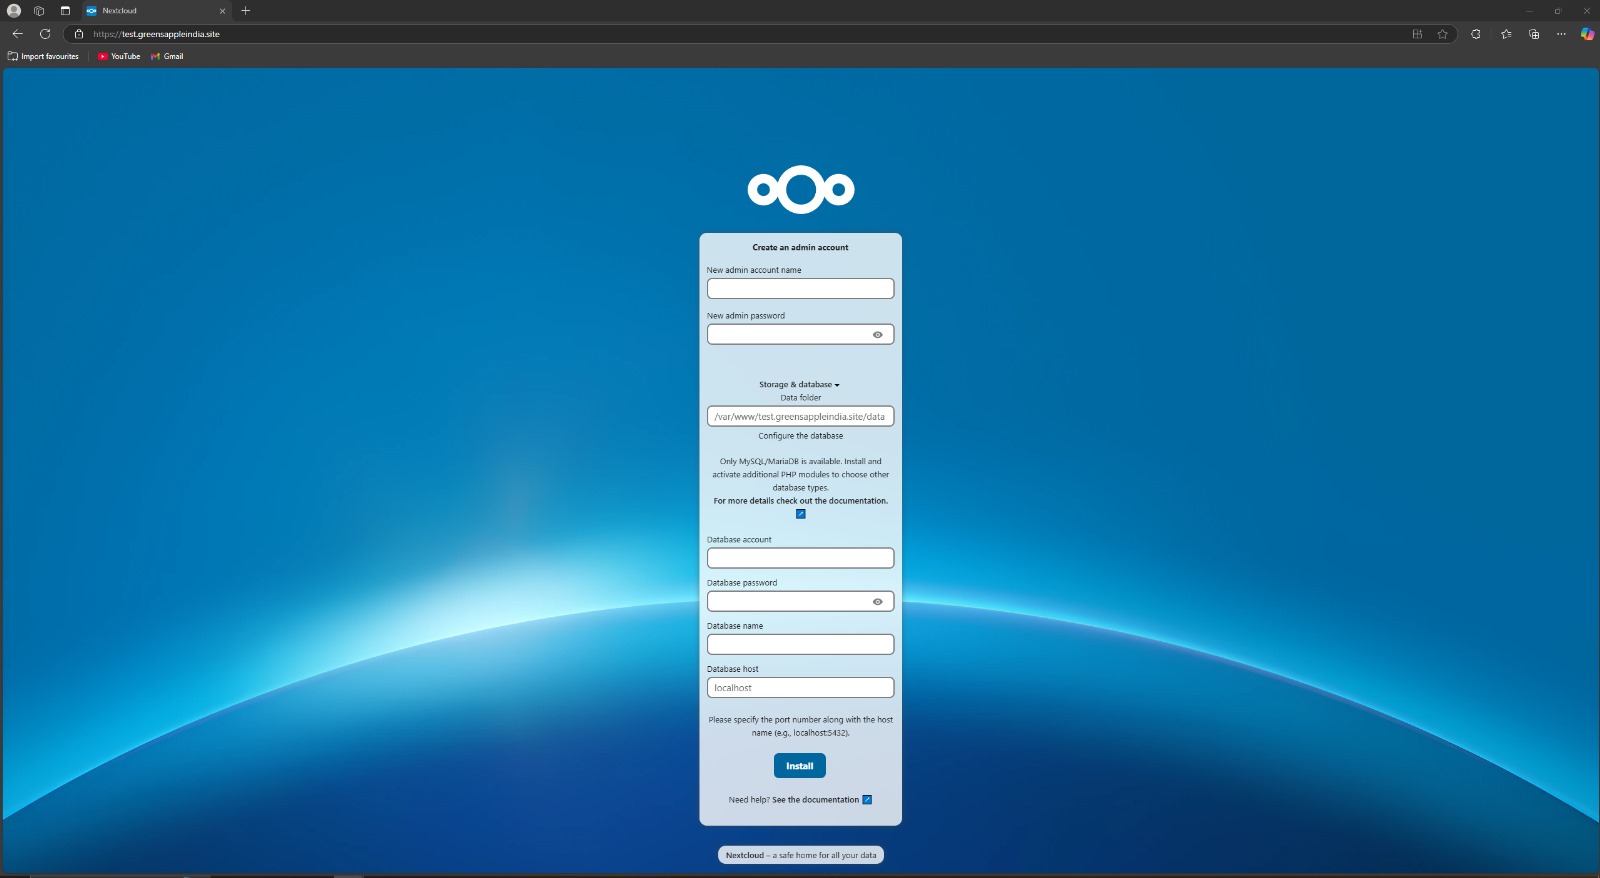 Nextcloud
https://test.greensappleindia.site
Import favourites
YouTube
Gmail
Create an admin account
New admin account name
New admin password
Storage & database
Data folder
/var/www/test.greensappleindia.site/data
Configure the database
Only MySQL/MariaDB is available. Install and
activate additional PHP modules to choose other
database types.
For more details check out the documentation.
Database account
Database password
Database name
Database host
localhost
Please specify the port number along with the host
name (e.g., localhost:5432).
Install
Need help? See the documentation
Nextcloud – a safe home for all your data